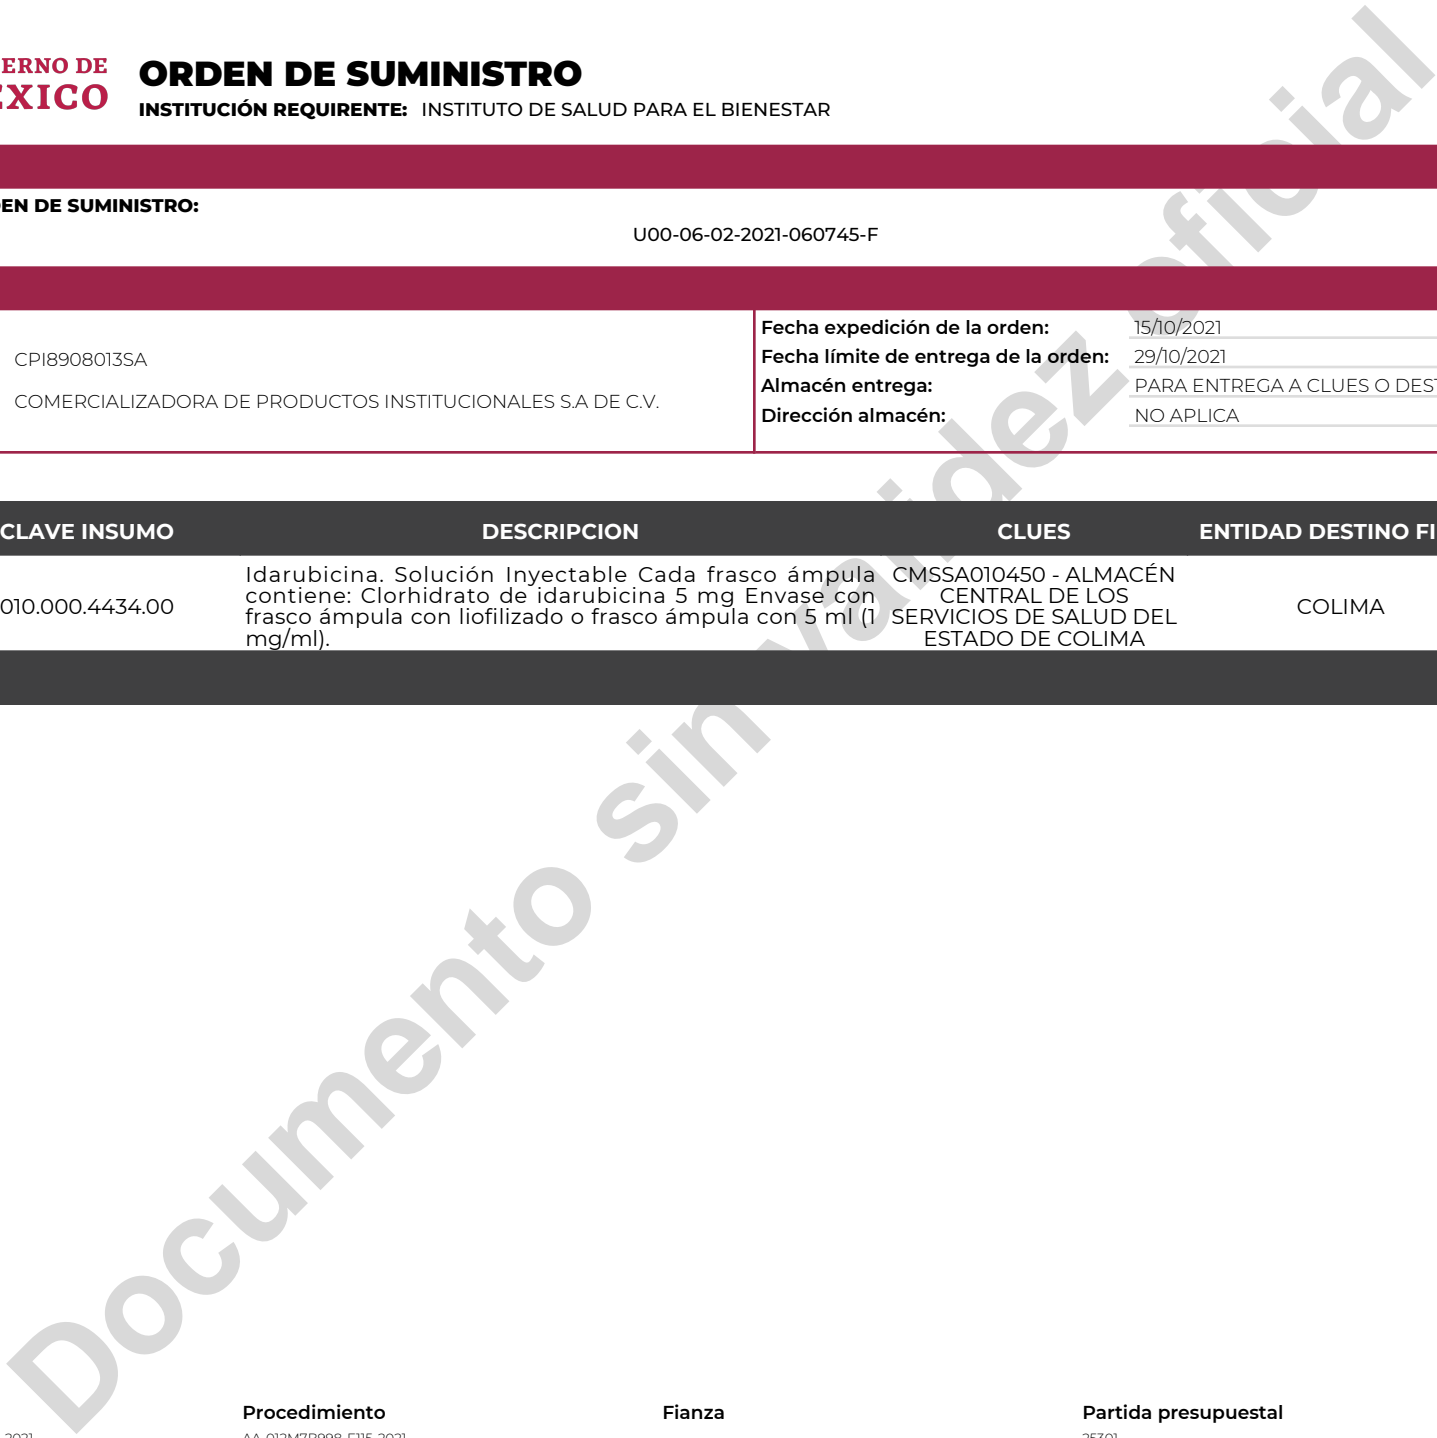 ERNO DE
ORDEN DE SUMINISTRO
XICO
INSTITUCIÓN REQUIRENTE: INSTITUTO DE SALUD PARA EL BIENESTAR
EN DE SUMINISTRO:
U00-06-02-2021-060745-F
CPI8908013SA
COMERCIALIZADORA DE PRODUCTOS INSTITUCIONALES S.A DE C.V.
Fecha expedición de la orden: 15/10/2021
Fecha límite de entrega de la orden: 29/10/2021
Almacén entrega: PARA ENTREGA A CLUES O DEST
Dirección almacén: NO APLICA
CLAVE INSUMO DESCRIPCION CLUES ENTIDAD DESTINO FI
010.000.4434.00
Idarubicina. Solución Inyectable Cada frasco ámpula
contiene: Clorhidrato de idarubicina 5 mg Envase con
frasco ámpula con liofilizado o frasco ámpula con 5 ml (1
mg/ml).
CMSSA010450 - ALMACÉN
CENTRAL DE LOS
SERVICIOS DE SALUD DEL
ESTADO DE COLIMA
COLIMA
Documento sin validez oficial
Procedimiento Fianza Partida presupuestal